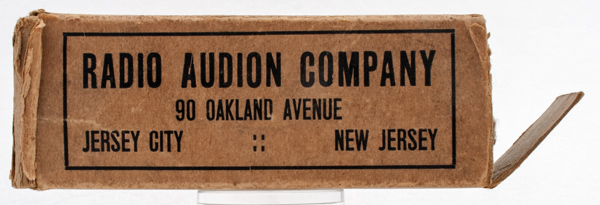 RADIO AUDION COMPANY
90 OAKLAND AVENUE
JERSEY CITY :: NEW JERSEY